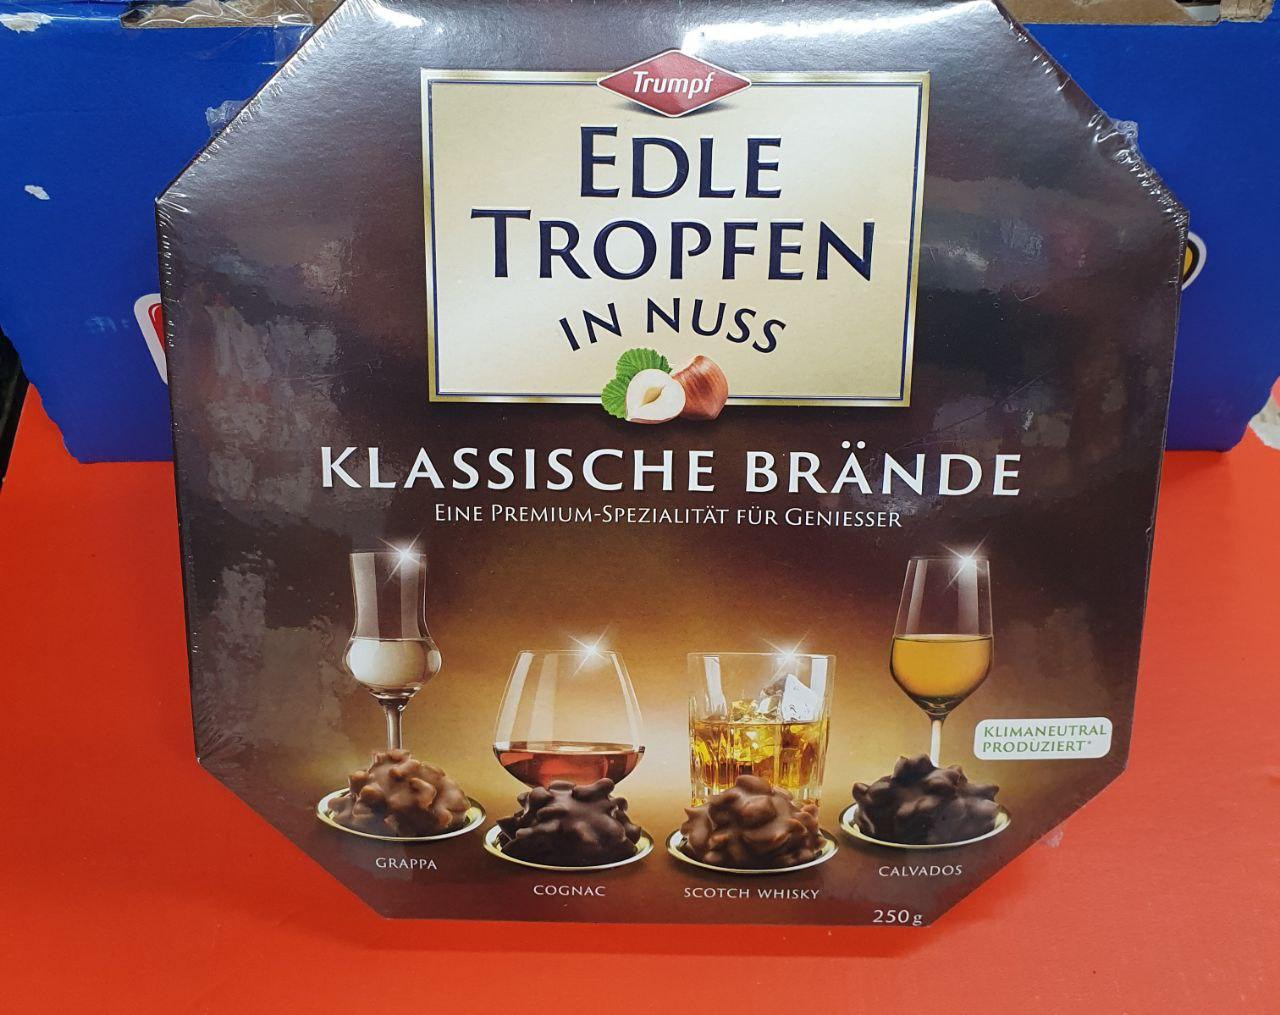 Trumpf
EDLE
TROPFEN
IN NUSS
KLASSISCHE BRÄNDE
EINE PREMIUM-SPEZIALITÄT FÜR GENIESSER
KLIMANEUTRAL
PRODUZIERT*
GRAPPA
COGNAC
SCOTCH WHISKY
CALVADOS
250 g